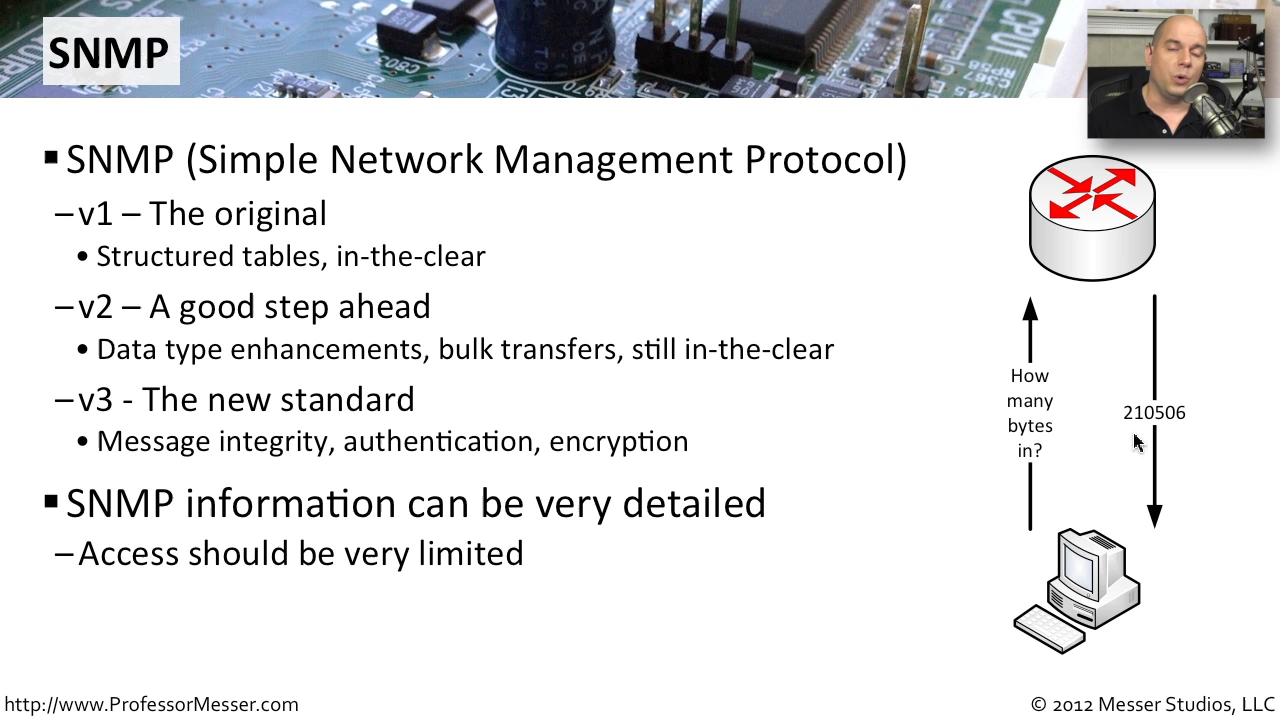 SNMP
▪ SNMP (Simple Network Management Protocol)
– v1 – The original
• Structured tables, in-the-clear
– v2 – A good step ahead
• Data type enhancements, bulk transfers, still in-the-clear
– v3 - The new standard
• Message integrity, authentication, encryption
▪ SNMP information can be very detailed
– Access should be very limited
How
many
bytes
in?
210506
http://www.ProfessorMesser.com
© 2012 Messer Studios, LLC
CPU1